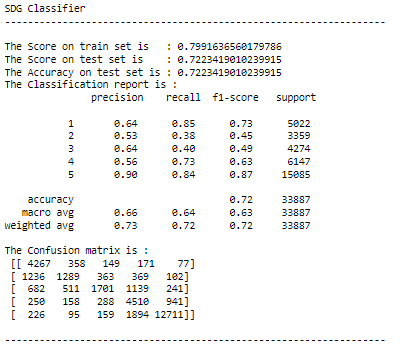 SDG Classifier
----------------------------------------------------------------
The Score on train set is   : 0.7991636560179786
The Score on test set is    : 0.7223419010239915
The Accuracy on test set is : 0.7223419010239915
The Classification report is :
              precision    recall  f1-score   support

           1       0.64      0.85      0.73      5022
           2       0.53      0.38      0.45      3359
           3       0.64      0.40      0.49      4274
           4       0.56      0.73      0.63      6147
           5       0.90      0.84      0.87     15085

    accuracy                           0.72     33887
   macro avg       0.66      0.64      0.63     33887
weighted avg       0.73      0.72      0.72     33887

The Confusion matrix is :
 [[ 4267   358   149   171    77]
 [ 1236  1289   363   369   102]
 [  682   511  1701  1139   241]
 [  250   158   288  4510   941]
 [  226    95   159  1894 12711]]
----------------------------------------------------------------